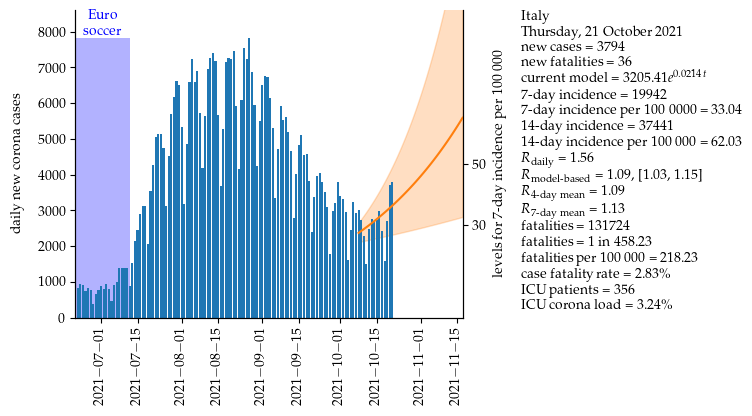 Euro
soccer
8000
7000
6000
5000
4000
3000
2000
1000
0
daily new corona cases
50
30
levels for 7-day incidence per 100 000
2021−07−01
2021−07−15
2021−08−01
2021−08−15
2021−09−01
2021−09−15
2021−10−01
2021−10−15
2021−11−01
2021−11−15
Italy
Thursday, 21 October 2021
new cases = 3794
new fatalities = 36
current model = 3205.41e^0.0214 t
7-day incidence = 19942
7-day incidence per 100 0000 = 33.04
14-day incidence = 37441
14-day incidence per 100 000 = 62.03
R daily = 1.56
R model-based = 1.09, [1.03, 1.15]
R 4-day mean = 1.09
R 7-day mean = 1.13
fatalities = 131724
fatalities = 1 in 458.23
fatalities per 100 000 = 218.23
case fatality rate = 2.83%
ICU patients = 356
ICU corona load = 3.24%